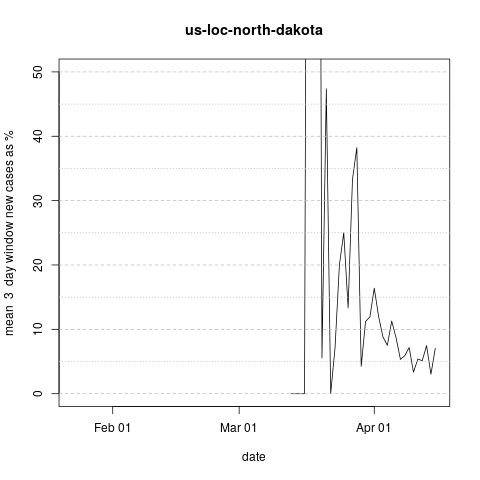 us-loc-north-dakota
mean  3  day window new cases as %
50
40
30
20
10
0
Feb 01
Mar 01
Apr 01
date